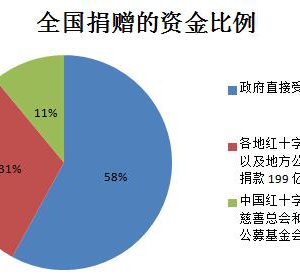 全国捐赠的资金比例
政府直接受
11%
各地红十字
31%
以及地方公
58%
捐款 199 亿
中国红十字
慈善总会和
公募基金会